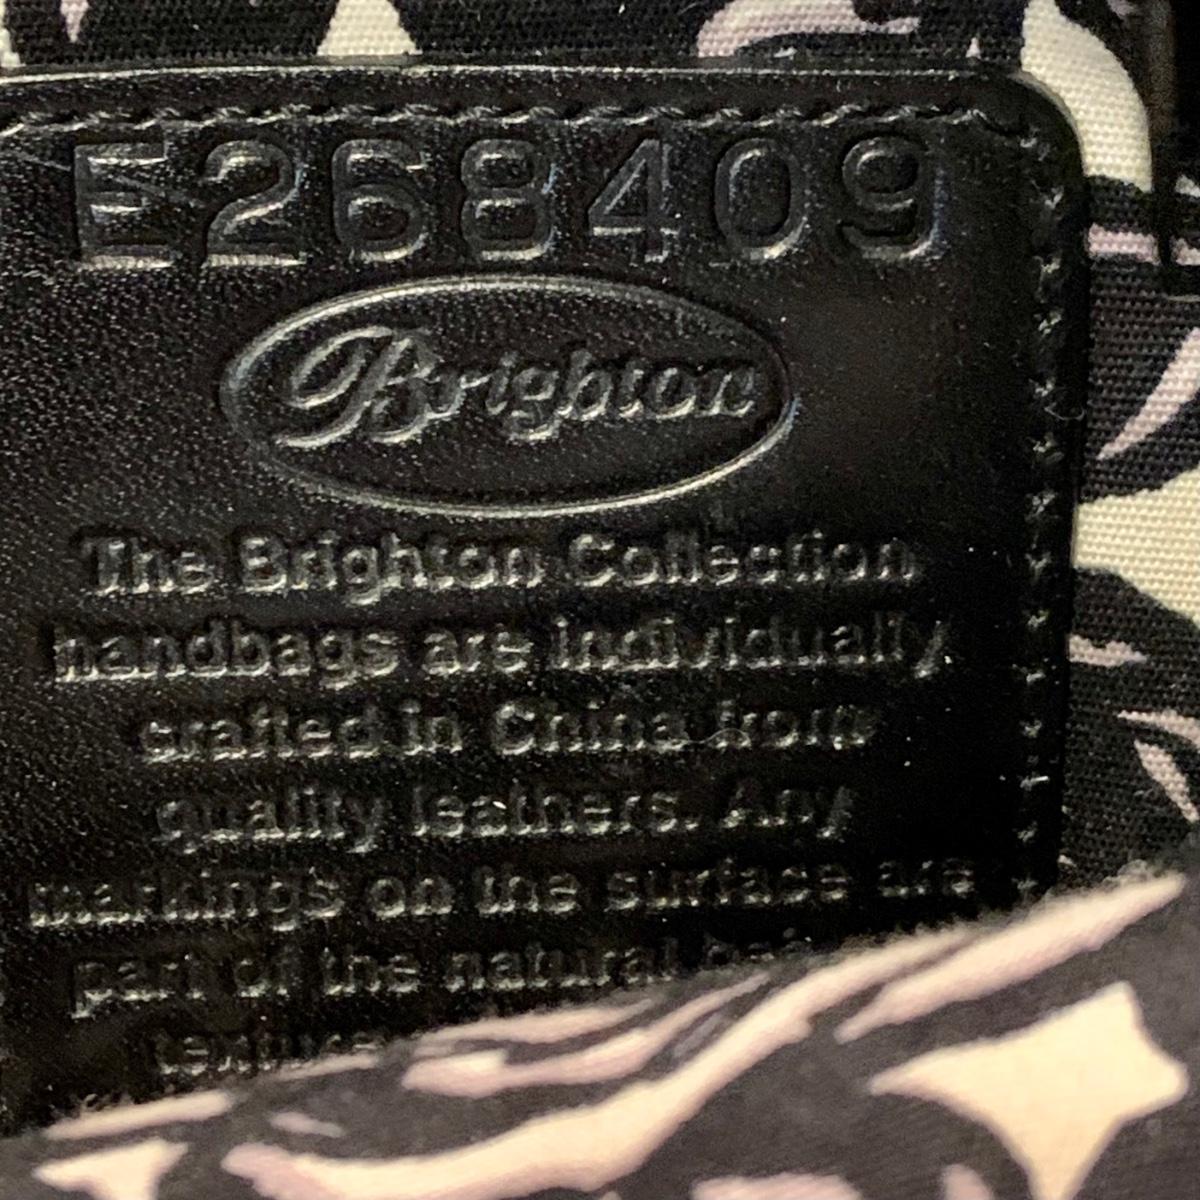 E268409
Brighton
The Brighton Collection
handbags are individually
crafted in China from
quality leathers. Any
markings on the surface are
part of the natural
texture